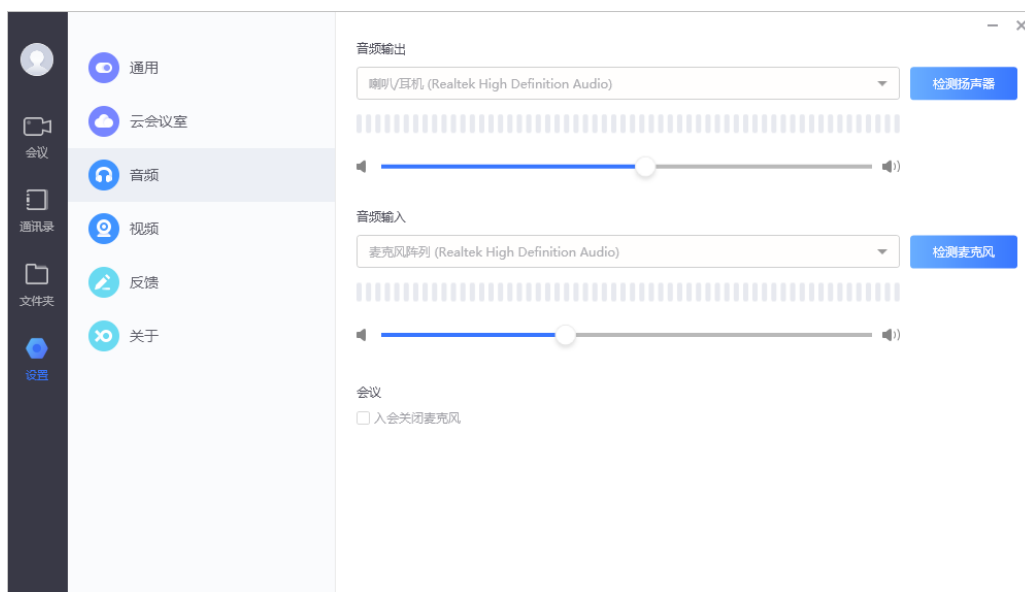 会议
通讯录
文件夹
设置
通用
云会议室
音频
视频
反馈
关于
音频输出
喇叭/耳机 (Realtek High Definition Audio)
检测扬声器
音频输入
麦克风阵列 (Realtek High Definition Audio)
检测麦克风
会议
入会关闭麦克风